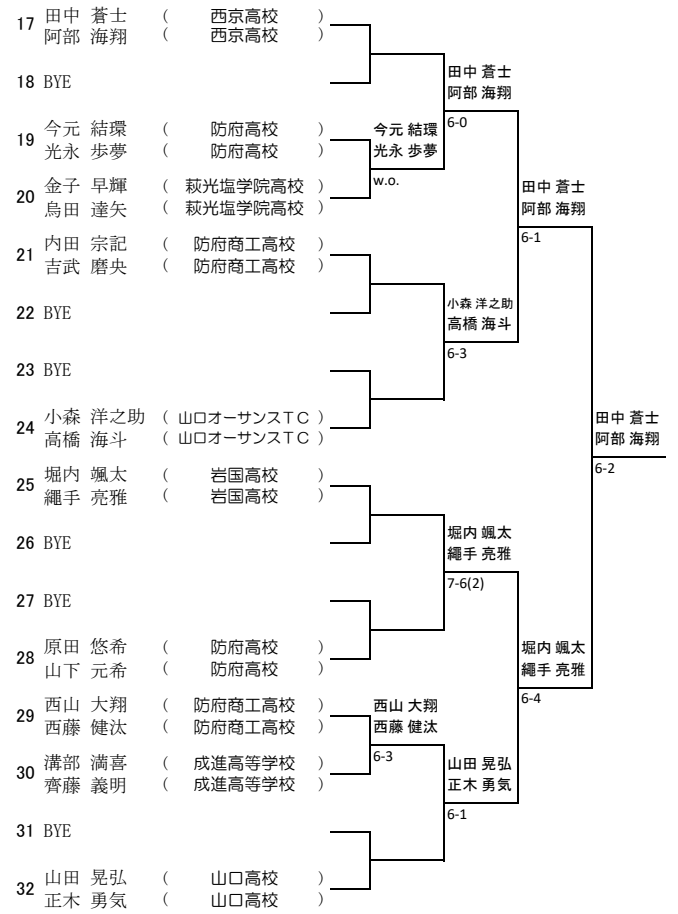 17 田中 蒼士 ( 西京高校 )
阿部 海翔 ( 西京高校 )
18 BYE
田中 蒼士
阿部 海翔
6-0
19 今元 結環 ( 防府高校 )
光永 歩夢 ( 防府高校 )
今元 結環
光永 歩夢
w.o.
20 金子 早輝 ( 萩光塩学院高校 )
烏田 達矢 ( 萩光塩学院高校 )
田中 蒼士
阿部 海翔
6-1
21 内田 宗記 ( 防府商工高校 )
吉武 磨央 ( 防府商工高校 )
22 BYE
小森 洋之助
高橋 海斗
6-3
23 BYE
24 小森 洋之助 ( 山口オーサンスTC )
高橋 海斗 ( 山口オーサンスTC )
田中 蒼士
阿部 海翔
6-2
25 堀内 颯太 ( 岩国高校 )
繩手 亮雅 ( 岩国高校 )
26 BYE
堀内 颯太
繩手 亮雅
7-6(2)
27 BYE
28 原田 悠希 ( 防府高校 )
山下 元希 ( 防府高校 )
堀内 颯太
繩手 亮雅
6-4
29 西山 大翔 ( 防府商工高校 )
西藤 健汰 ( 防府商工高校 )
西山 大翔
西藤 健汰
6-3
30 溝部 満喜 ( 成進高等学校 )
齊藤 義明 ( 成進高等学校 )
山田 晃弘
正木 勇気
6-1
31 BYE
32 山田 晃弘 ( 山口高校 )
正木 勇気 ( 山口高校 )